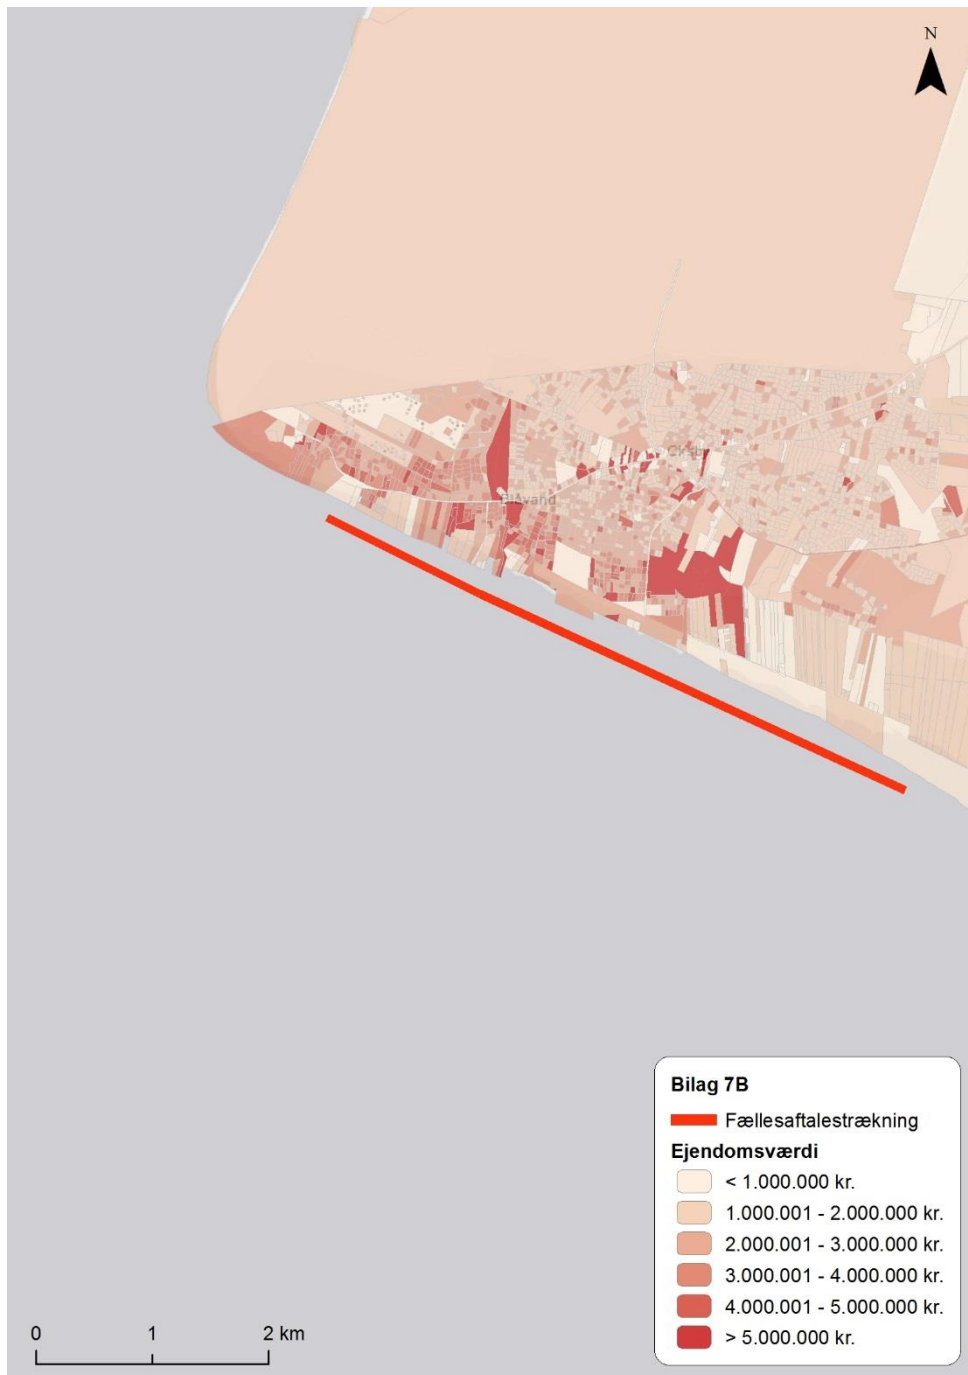 N
Oksby
Blåvand
Bilag 7B
Fællesaftalestrækning
Ejendomsværdi
< 1.000.000 kr.
1.000.001 - 2.000.000 kr.
2.000.001 - 3.000.000 kr.
3.000.001 - 4.000.000 kr.
4.000.001 - 5.000.000 kr.
> 5.000.000 kr.
0 1 2 km